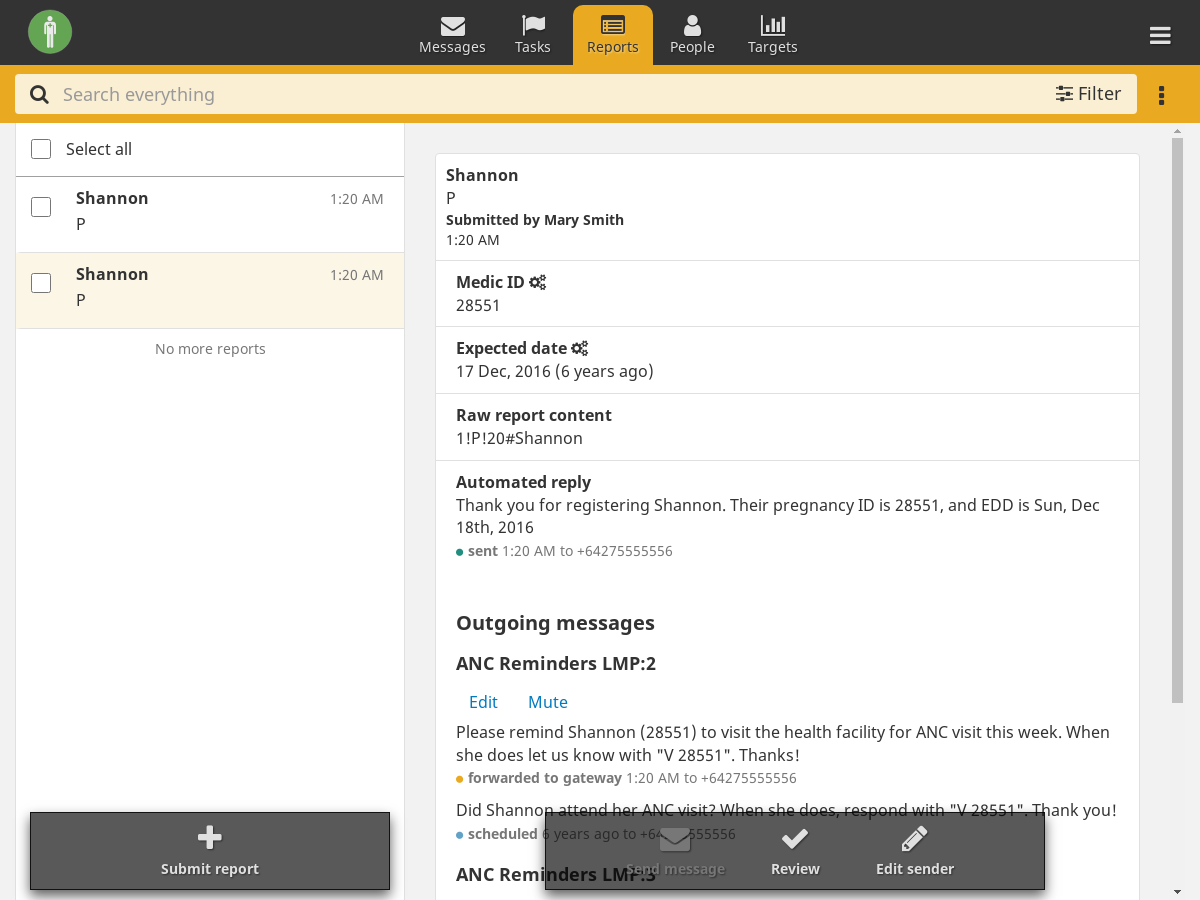 Messages
Tasks
Reports
People
Targets
Search everything
Filter
Select all
Shannon 1:20 AM
P
Shannon 1:20 AM
P
No more reports
Submit report
Shannon
P
Submitted by Mary Smith
1:20 AM
Medic ID
28551
Expected date
17 Dec, 2016 (6 years ago)
Raw report content
1!P!20#Shannon
Automated reply
Thank you for registering Shannon. Their pregnancy ID is 28551, and EDD is Sun, Dec
18th, 2016
sent 1:20 AM to +64275555556
Outgoing messages
ANC Reminders LMP:2
Edit Mute
Please remind Shannon (28551) to visit the health facility for ANC visit this week. When
she does let us know with "V 28551". Thanks!
forwarded to gateway 1:20 AM to +64275555556
Did Shannon attend her ANC visit? When she does, respond with "V 28551". Thank you!
scheduled 6 years ago to +64275555556
ANC Reminders LMP:3
Send message
Review
Edit sender